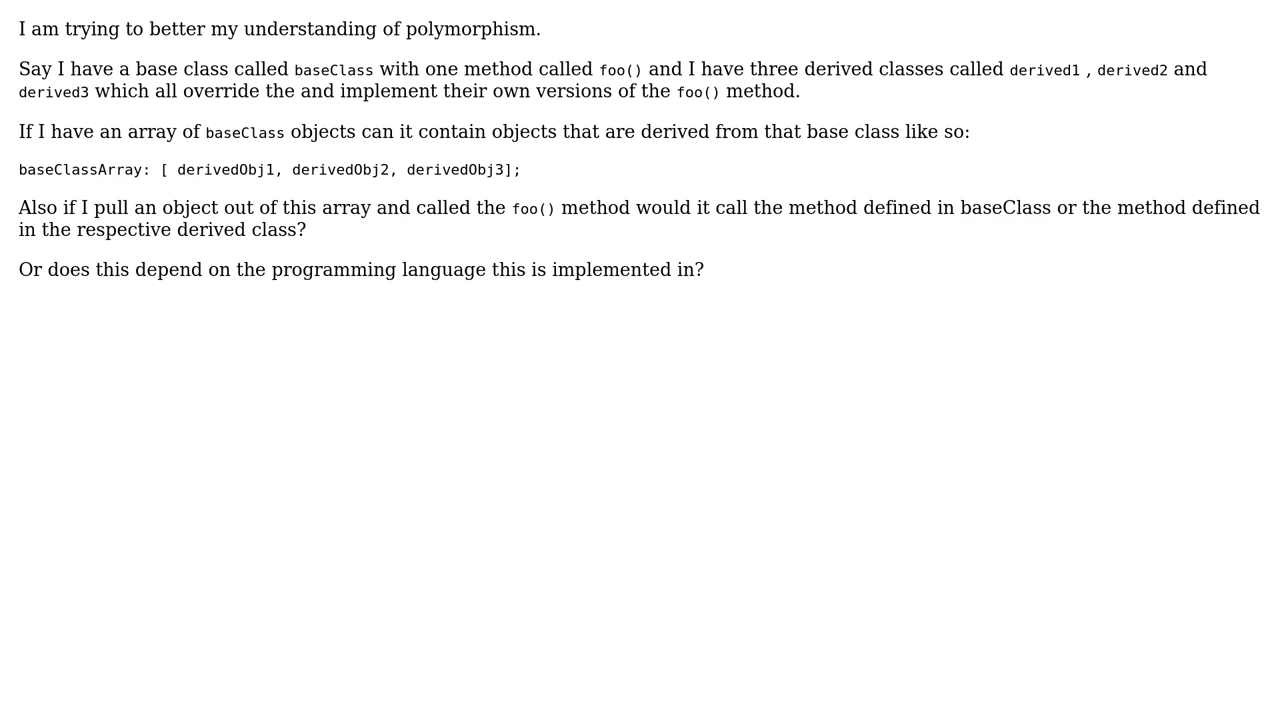 I am trying to better my understanding of polymorphism.
Say I have a base class called baseClass with one method called foo() and I have three derived classes called derived1 , derived2 and
derived3 which all override the and implement their own versions of the foo() method.
If I have an array of baseClass objects can it contain objects that are derived from that base class like so:
baseClassArray: [ derivedObj1, derivedObj2, derivedObj3];
Also if I pull an object out of this array and called the foo() method would it call the method defined in baseClass or the method defined
in the respective derived class?
Or does this depend on the programming language this is implemented in?